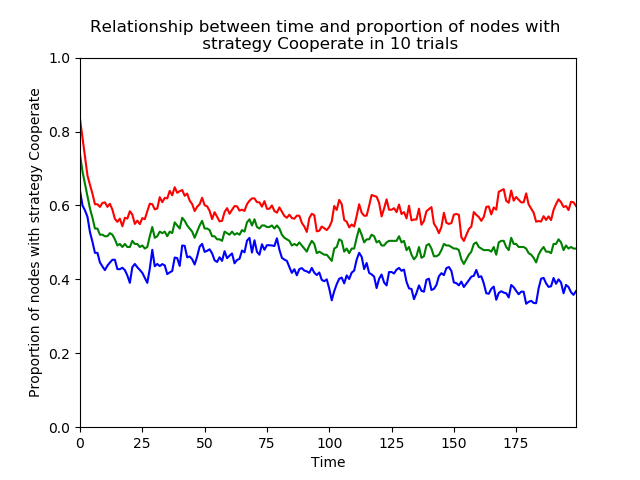 Relationship between time and proportion of nodes with
strategy Cooperate in 10 trials
1.0
0.8
0.6
0.4
0.2
0.0
Proportion of nodes with strategy Cooperate
0 25 50 75 100 125 150 175
Time